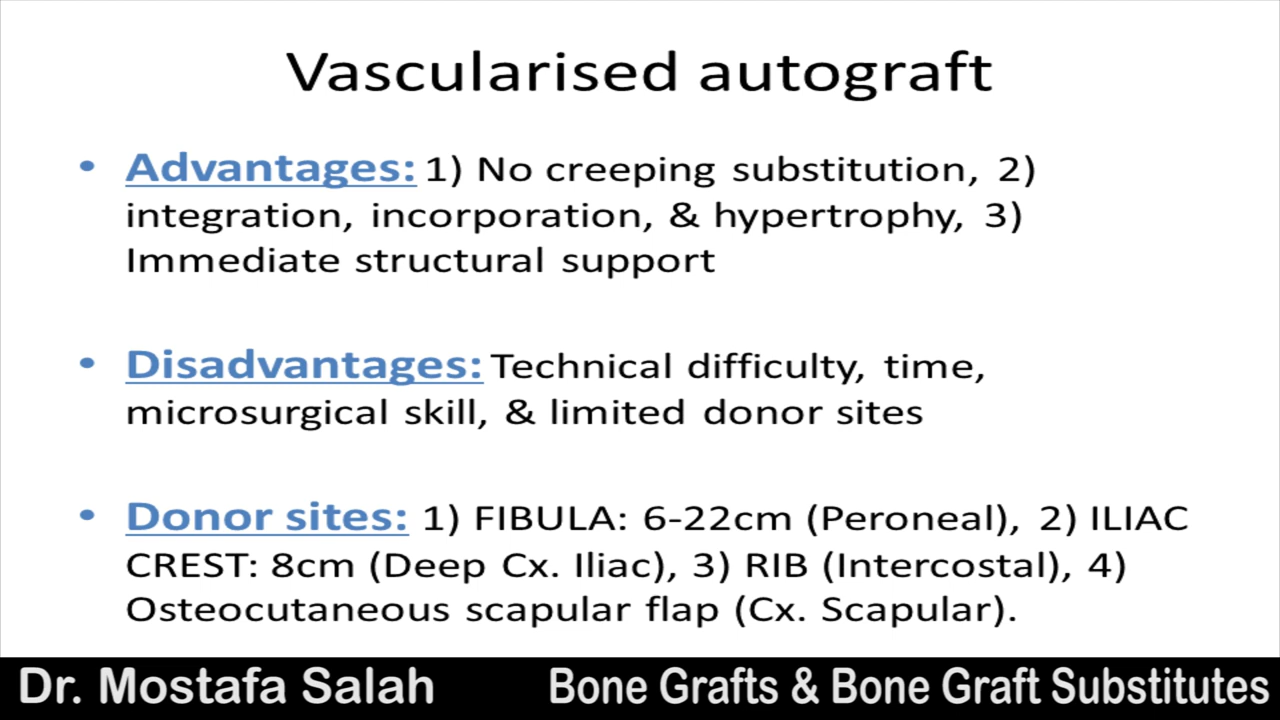 Vascularised autograft
• Advantages: 1) No creeping substitution, 2)
integration, incorporation, & hypertrophy, 3)
Immediate structural support
• Disadvantages: Technical difficulty, time,
microsurgical skill, & limited donor sites
• Donor sites: 1) FIBULA: 6-22cm (Peroneal), 2) ILIAC
CREST: 8cm (Deep Cx. Iliac), 3) RIB (Intercostal), 4)
Osteocutaneous scapular flap (Cx. Scapular).
Dr. Mostafa Salah Bone Grafts & Bone Graft Substitutes